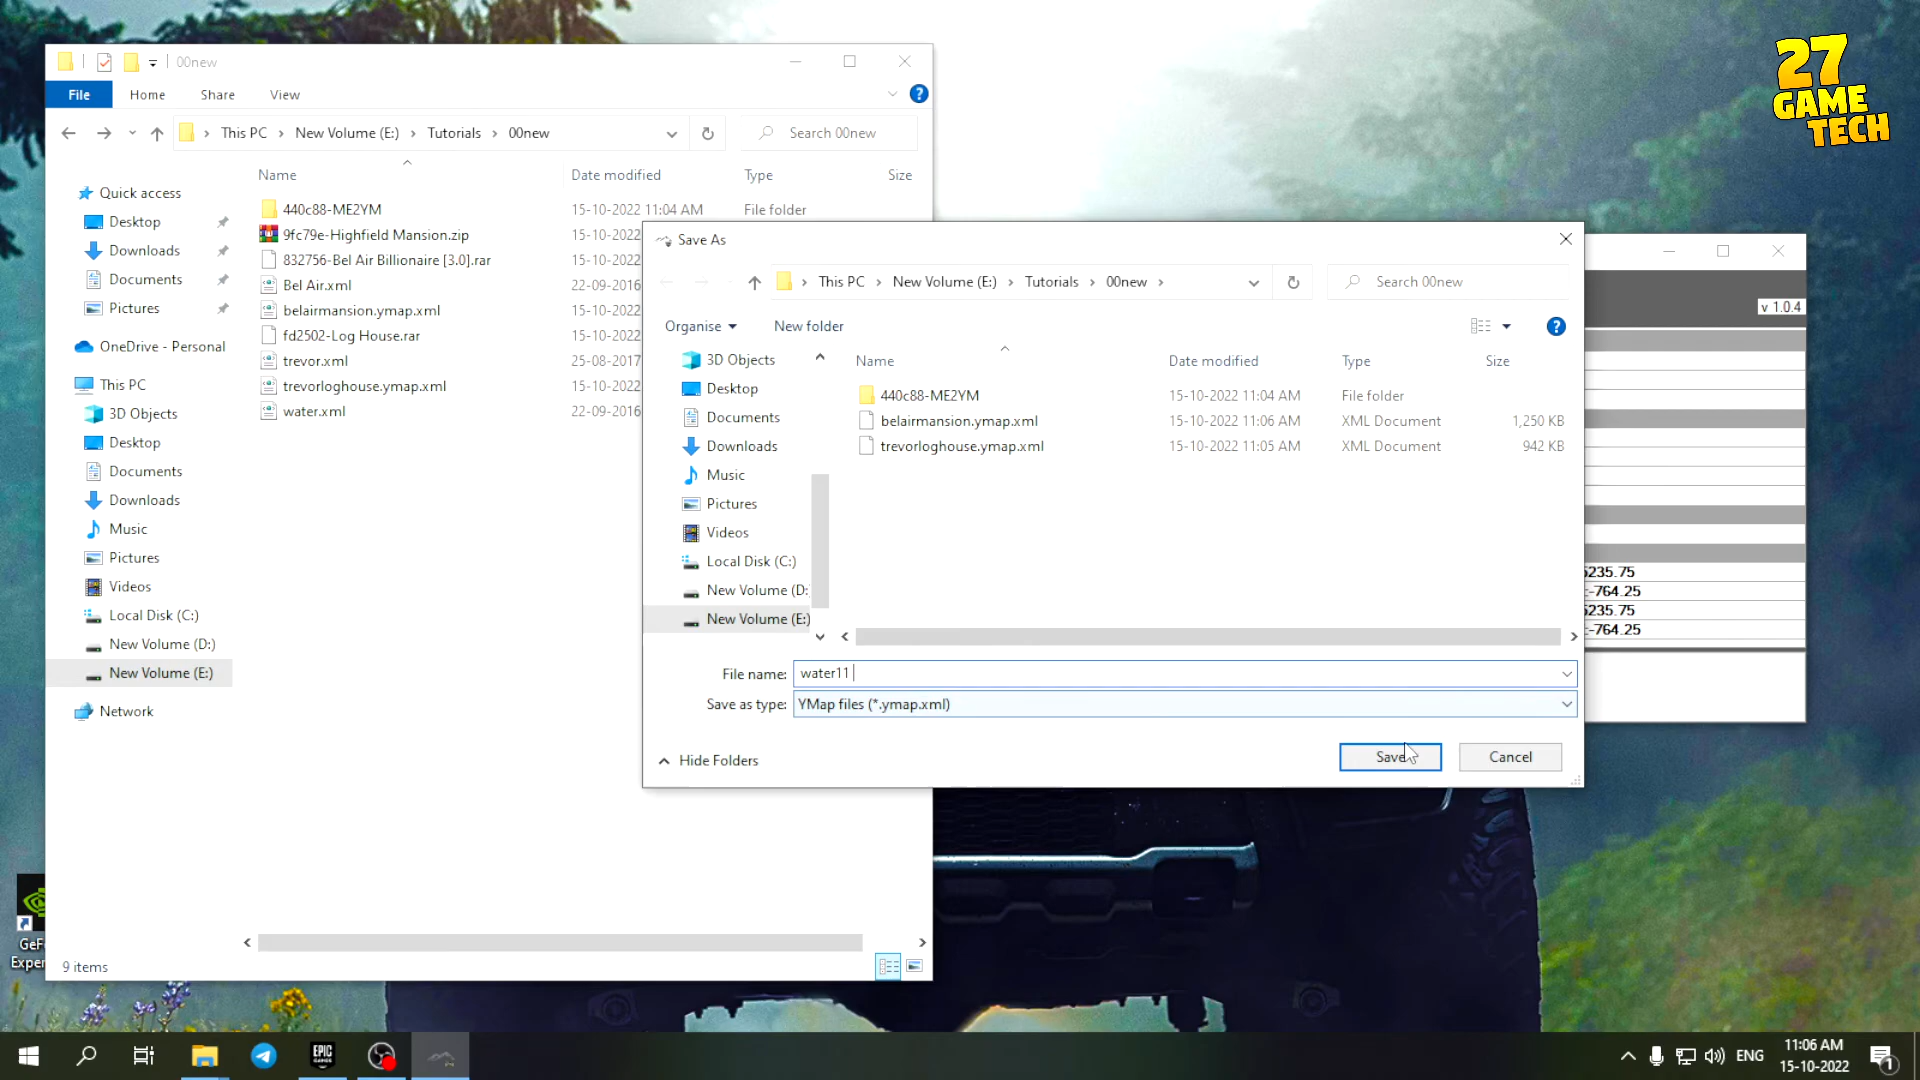 27
GAME
TECH
00new
File
Home
Share
View
This PC
New Volume (E:)
Tutorials
00new
Search 00new
Name
Date modified
Type
Size
440c88-ME2YM
15-10-2022 11:04 AM
File folder
9fc79e-Highfield Mansion.zip
15-10-2022
832756-Bel Air Billionaire [3.0].rar
15-10-2022
Bel Air.xml
22-09-2016
belairmansion.ymap.xml
15-10-2022
fd2502-Log House.rar
15-10-2022
trevor.xml
25-08-2017
trevorloghouse.ymap.xml
15-10-2022
water.xml
22-09-2016
Quick access
Desktop
Downloads
Documents
Pictures
OneDrive - Personal
This PC
3D Objects
Desktop
Documents
Downloads
Music
Pictures
Videos
Local Disk (C:)
New Volume (D:)
New Volume (E:)
Network
9 items
Save As
This PC
New Volume (E:)
Tutorials
00new
Search 00new
Organise
New folder
3D Objects
Desktop
Documents
Downloads
Music
Pictures
Videos
Local Disk (C:)
New Volume (D:
New Volume (E:)
Name
Date modified
Type
Size
440c88-ME2YM
15-10-2022 11:04 AM
File folder
belairmansion.ymap.xml
15-10-2022 11:06 AM
XML Document
1,250 KB
trevorloghouse.ymap.xml
15-10-2022 11:05 AM
XML Document
942 KB
File name:
water11
Save as type:
YMap files (*.ymap.xml)
Hide Folders
Save
Cancel
v 1.0.4
5235.75
-764.25
5235.75
-764.25
EPIC
GAMES
ENG
11:06 AM
15-10-2022
1